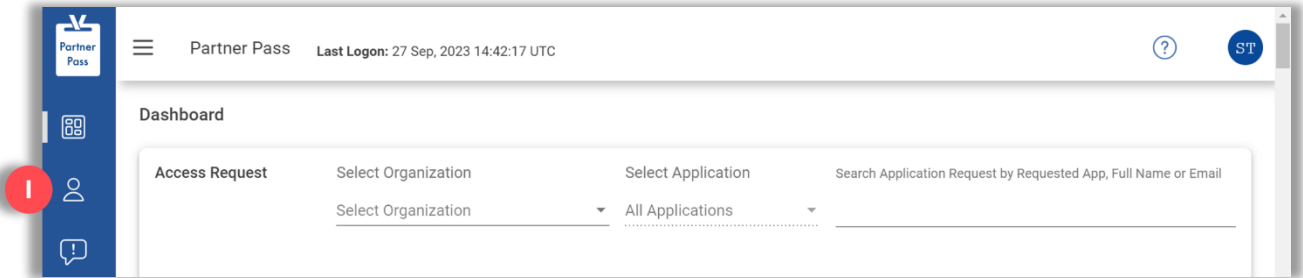 Partner
Pass
Partner Pass Last Logon: 27 Sep, 2023 14:42:17 UTC ? ST
Dashboard
Access Request Select Organization Select Application Search Application Request by Requested App, Full Name or Email
Select Organization All Applications
I